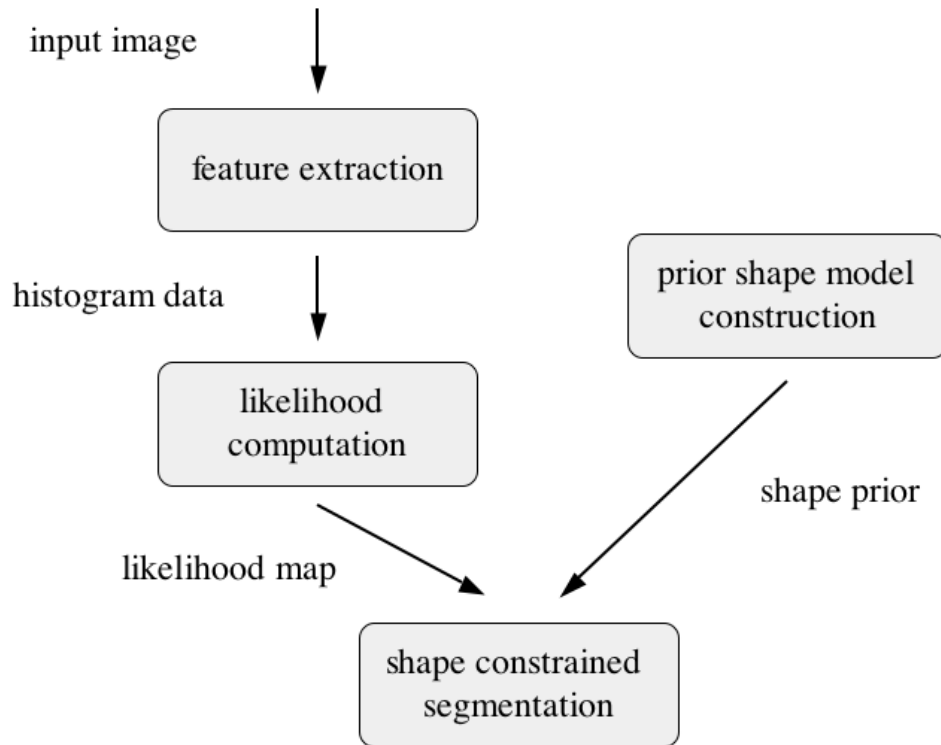 input image
feature extraction
histogram data
prior shape model
construction
likelihood
computation
shape prior
likelihood map
shape constrained
segmentation